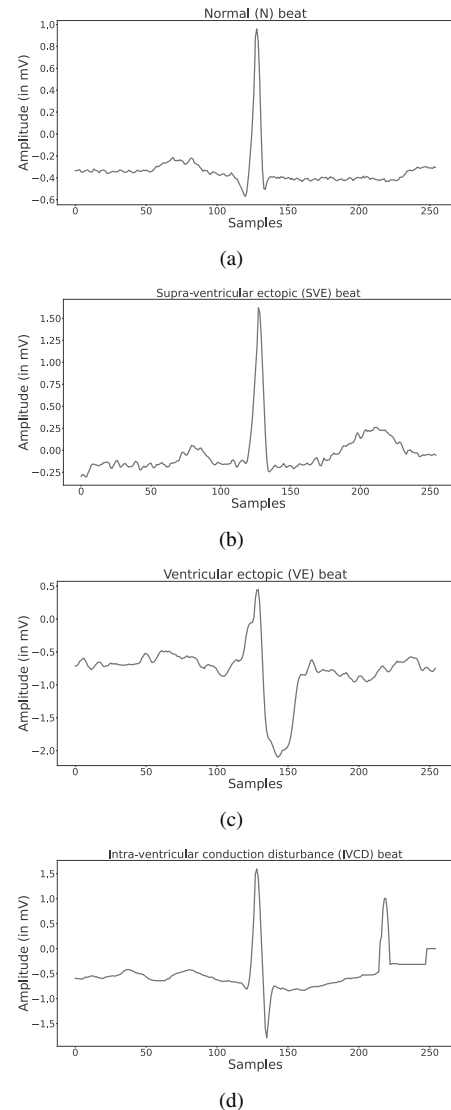 Normal (N) beat
1.0
0.8
0.6
0.4
0.2
0.0
−0.2
−0.4
−0.6
Amplitude (in mV)
0 50 100 150 200 250
Samples
(a)
Supra-ventricular ectopic (SVE) beat
1.50
1.25
1.00
0.75
0.50
0.25
0.00
−0.25
Amplitude (in mV)
0 50 100 150 200 250
Samples
(b)
Ventricular ectopic (VE) beat
0.5
0.0
−0.5
−1.0
−1.5
−2.0
Amplitude (in mV)
0 50 100 150 200 250
Samples
(c)
Intra-ventricular conduction disturbance (IVCD) beat
1.5
1.0
0.5
0.0
−0.5
−1.0
−1.5
Amplitude (in mV)
0 50 100 150 200 250
Samples
(d)